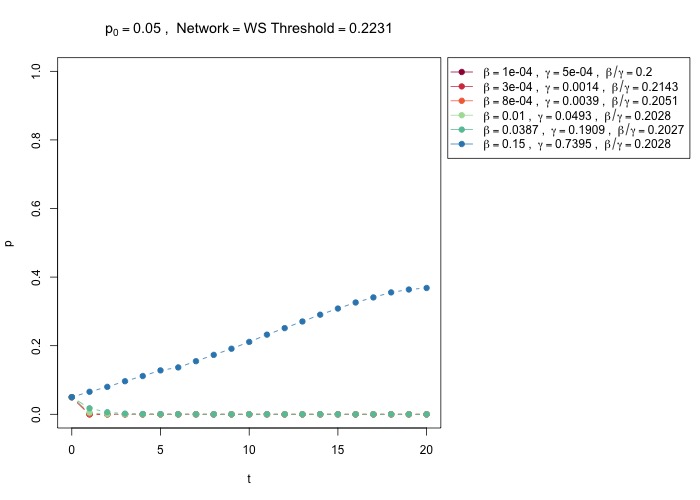 p0 = 0.05 , Network = WS Threshold = 0.2231
β = 1e-04 , γ = 5e-04 , β/γ = 0.2
β = 3e-04 , γ = 0.0014 , β/γ = 0.2143
β = 8e-04 , γ = 0.0039 , β/γ = 0.2051
β = 0.01 , γ = 0.0493 , β/γ = 0.2028
β = 0.0387 , γ = 0.1909 , β/γ = 0.2027
β = 0.15 , γ = 0.7395 , β/γ = 0.2028
1.0
0.8
0.6
0.4
0.2
0.0
p
0 5 10 15 20
t